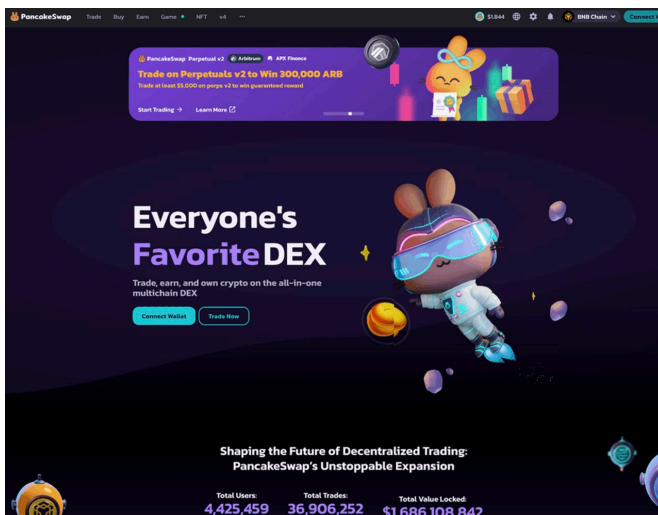 PancakeSwap
Trade Buy Earn Game NFT v4 ...
$1.844
BNB Chain
Connect
PancakeSwap Perpetual v2 Arbitrum APX Finance
Trade on Perpetuals v2 to Win 300,000 ARB
Trade at least $5,000 on perps v2 to win guaranteed reward
Start Trading → Learn More
Everyone's
Favorite DEX
Trade, earn, and own crypto on the all-in-one
multichain DEX
Connect Wallet Trade Now
Shaping the Future of Decentralized Trading:
PancakeSwap's Unstoppable Expansion
Total Users: Total Trades: Total Value Locked:
4,425,459 36,906,252 $1,686,108,842